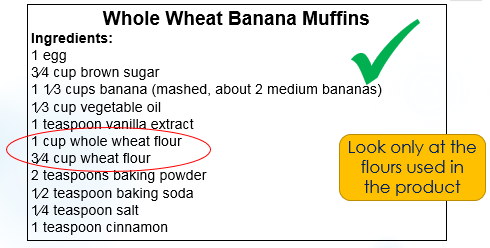 Whole Wheat Banana Muffins
Ingredients:
1 egg
3⁄4 cup brown sugar
1 1⁄3 cups banana (mashed, about 2 medium bananas)
1⁄3 cup vegetable oil
1 teaspoon vanilla extract
1 cup whole wheat flour
3⁄4 cup wheat flour
2 teaspoons baking powder
1⁄2 teaspoon baking soda
1⁄4 teaspoon salt
1 teaspoon cinnamon
Look only at the
flours used in
the product